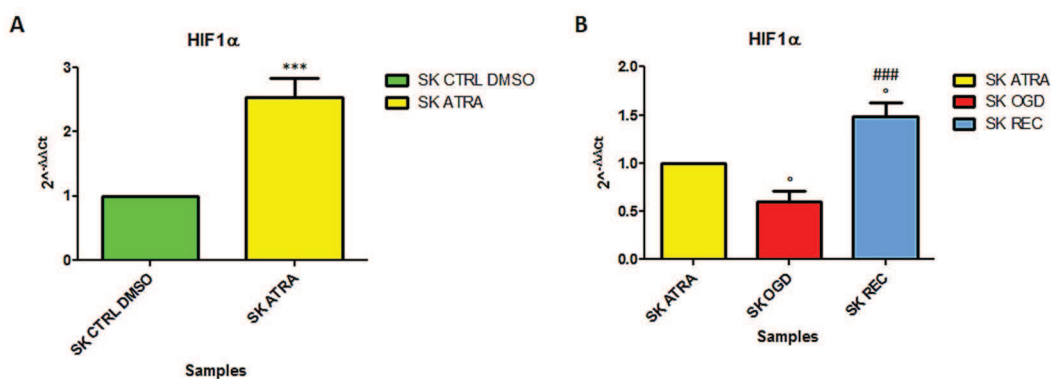 A
HIF1α
2^-ΔΔct
3
2
1
0
***
SK CTRL DMSO
SK ATRA
SK CTRL DMSO
SK ATRA
Samples
B
HIF1α
2^-ΔΔct
2.0
1.5
1.0
0.5
0.0
°
###
°
SK ATRA
SK OGD
SK REC
SK ATRA
SK OGD
SK REC
Samples